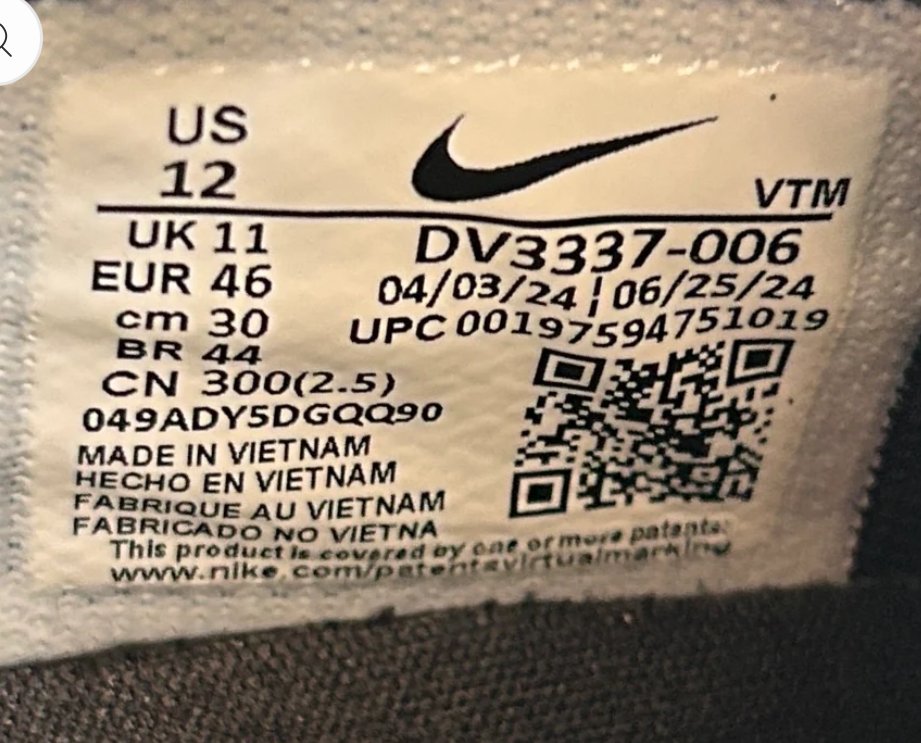 US
12
VTM
UK 11
EUR 46
cm 30
BR 44
CN 300(2.5)
049ADY5DGQQ90
DV3337-006
04/03/24 ¦ 06/25/24
UPC 00197594751019
MADE IN VIETNAM
HECHO EN VIETNAM
FABRIQUE AU VIETNAM
FABRICADO NO VIETNA
This product is covered by one or more patents:
www.nike.com/patentsvirtualmarking